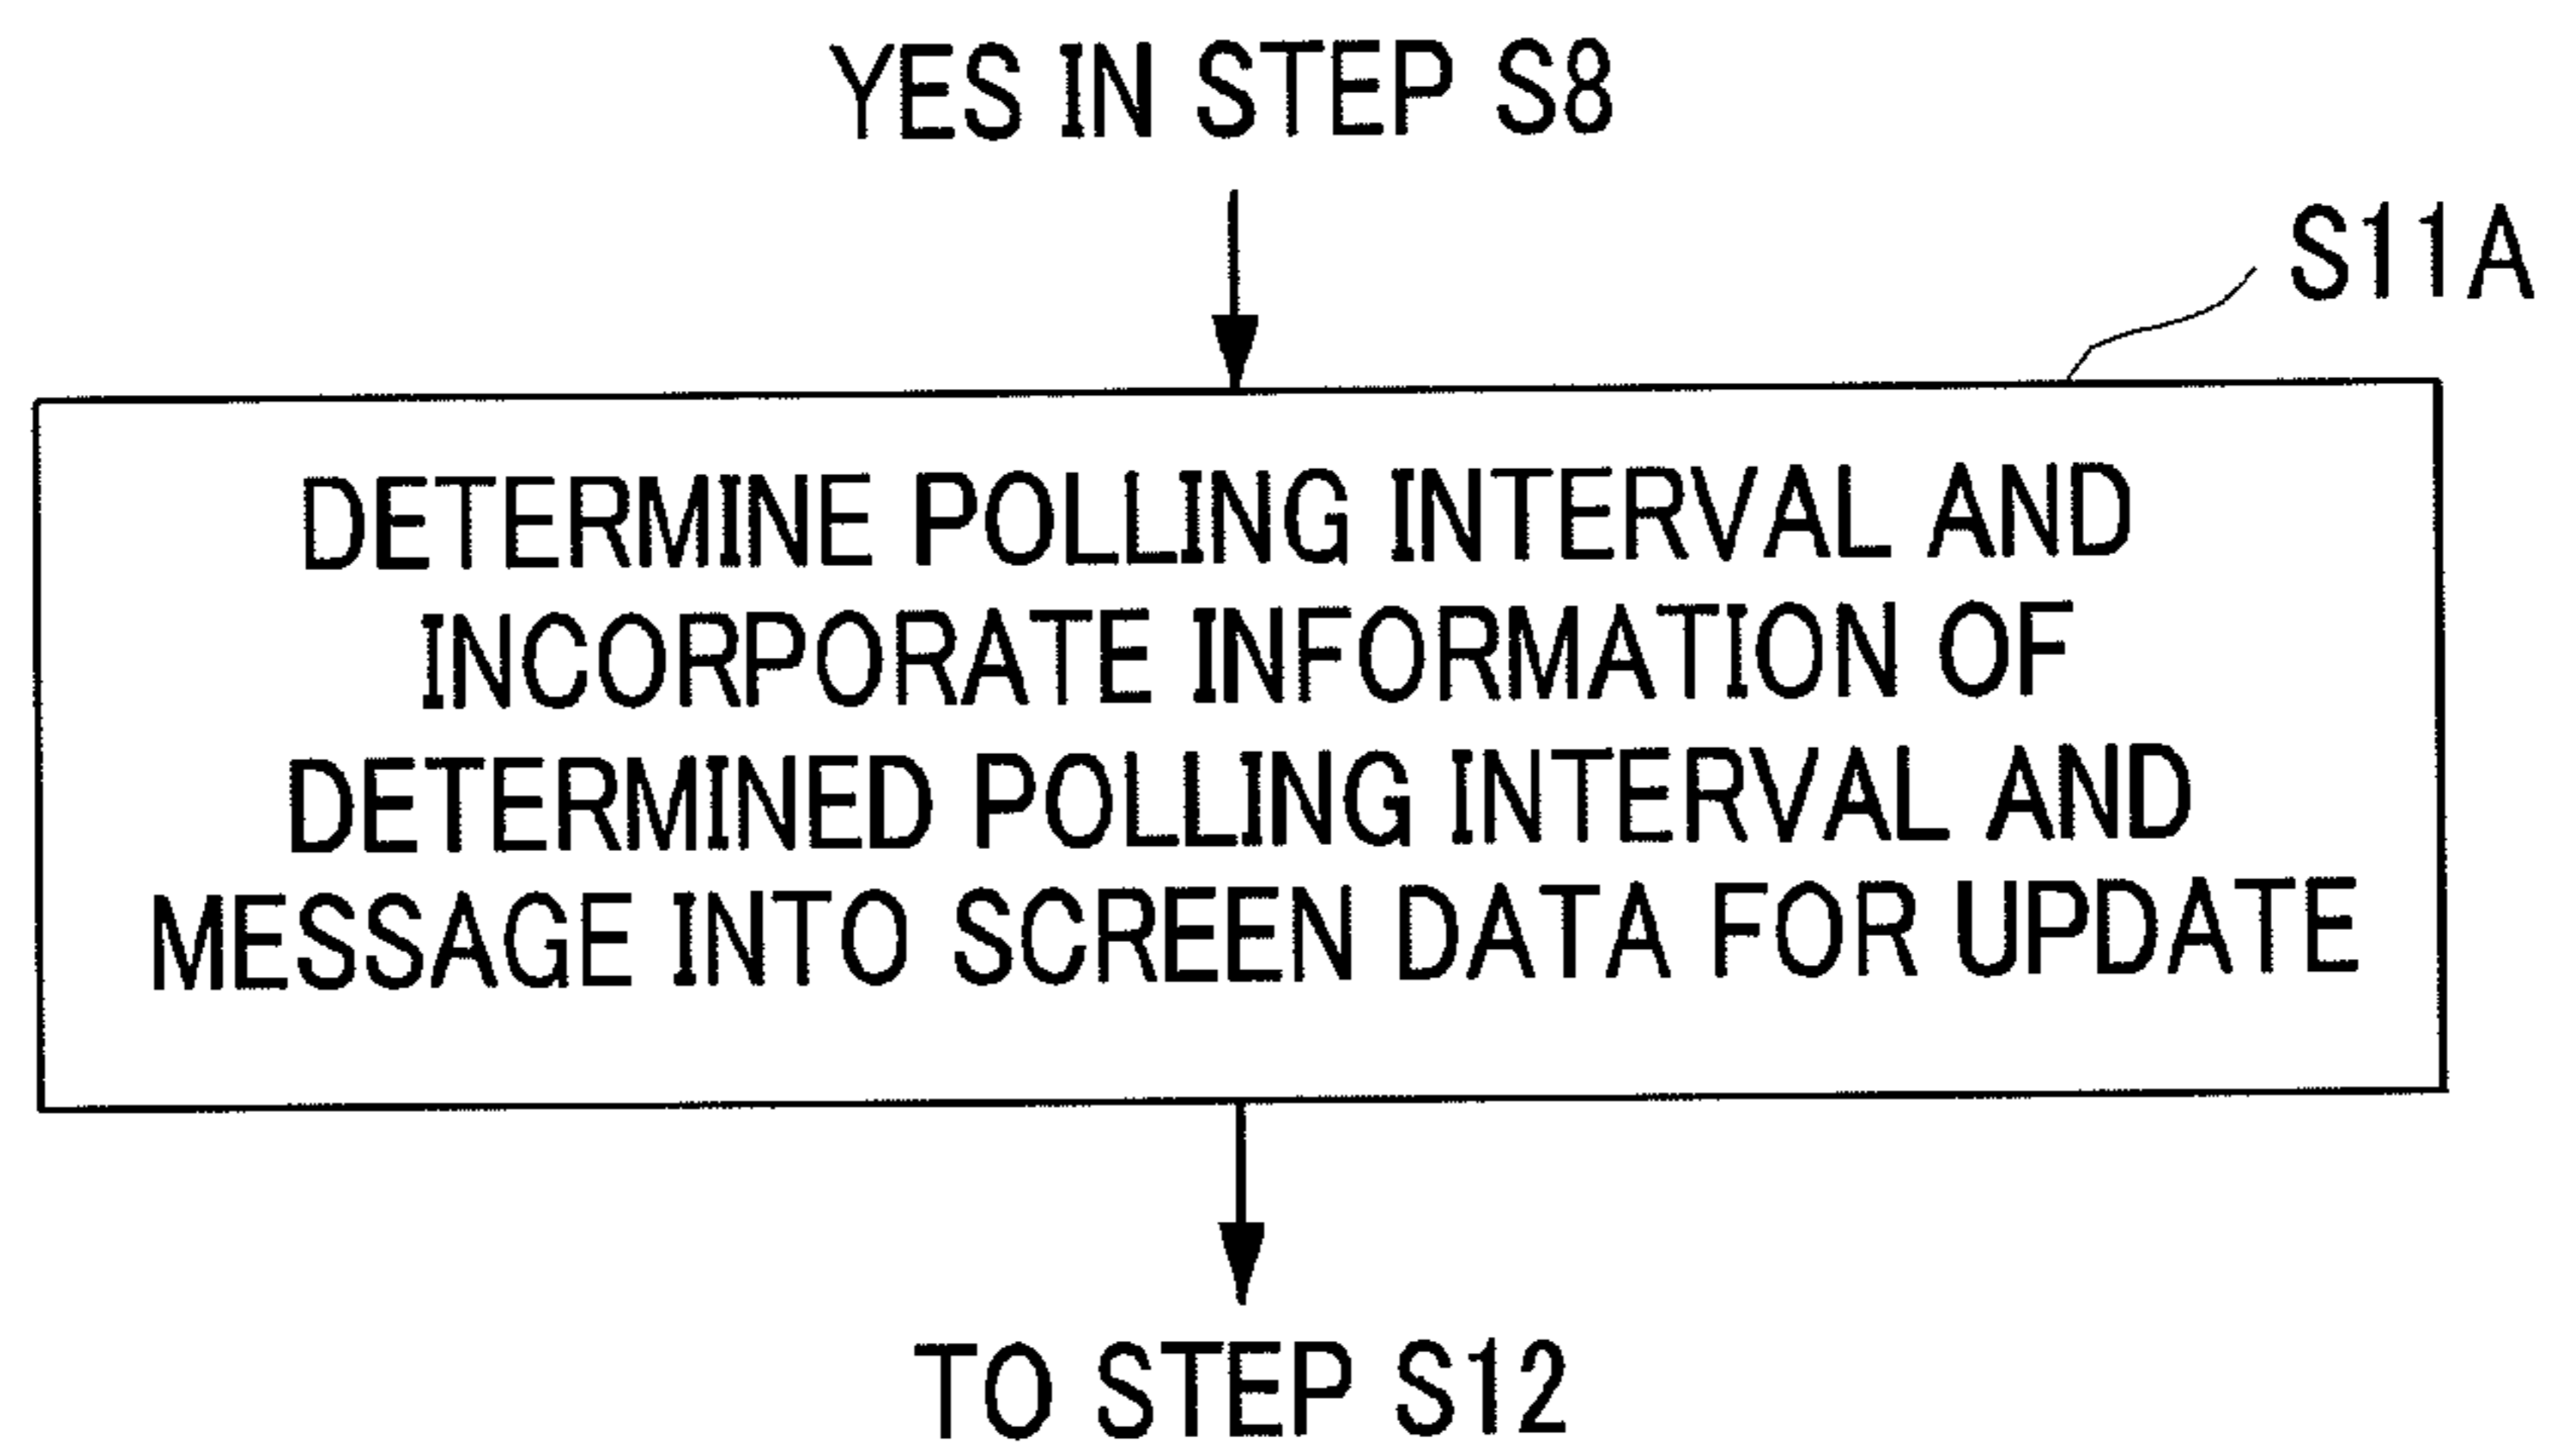 YES IN STEP S8
S11A
DETERMINE POLLING INTERVAL AND
INCORPORATE INFORMATION OF
DETERMINED POLLING INTERVAL AND
MESSAGE INTO SCREEN DATA FOR UPDATE
TO STEP S12